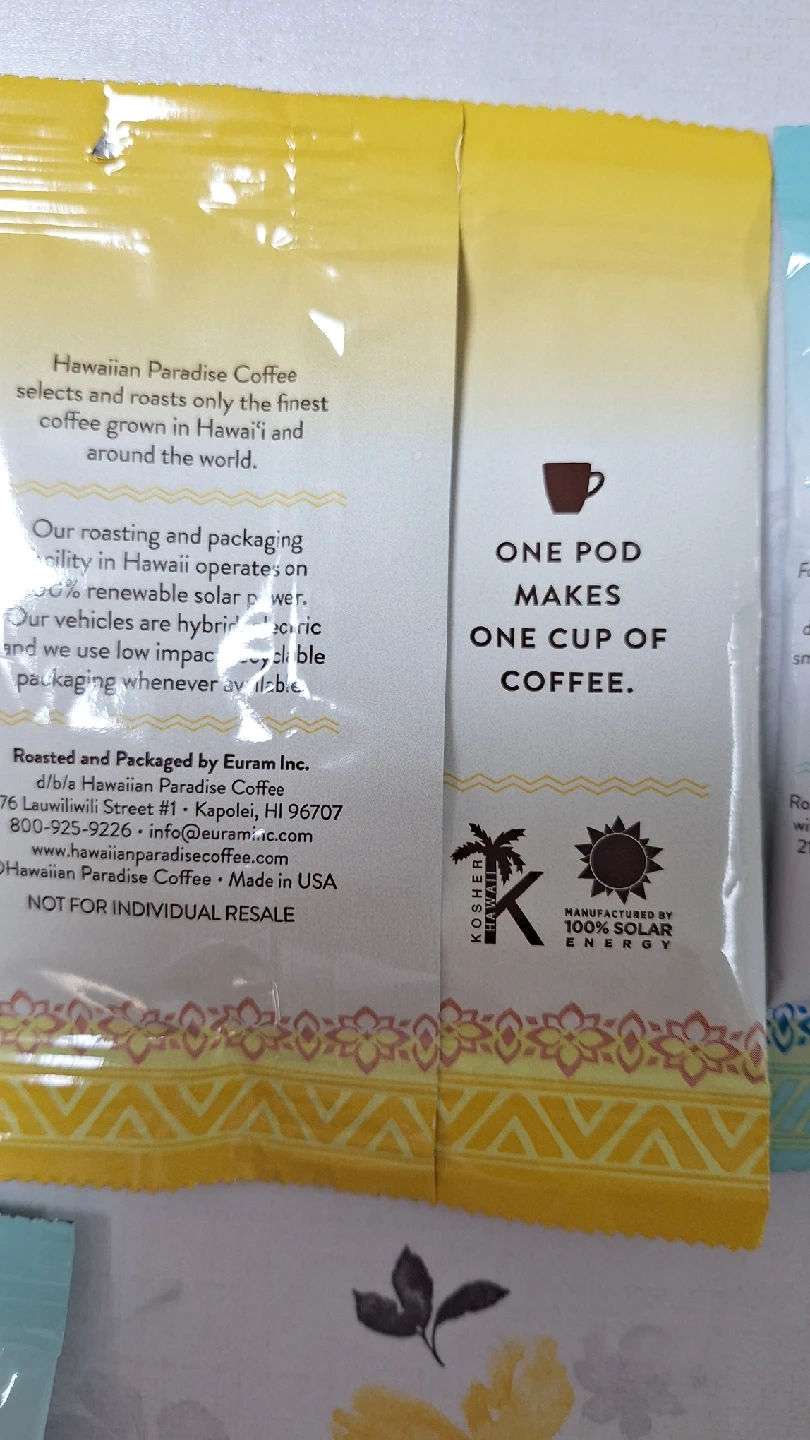 Hawaiian Paradise Coffee
selects and roasts only the finest
coffee grown in Hawai'i and
around the world.
Our roasting and packaging
in Hawaii operates on
renewable solar
Our vehicles are
and we use low
packaging whenever
Roasted and Packaged by Euram Inc.
d/b/a Hawaiian Paradise Coffee
76 Lauwiliwili Street #1 • Kapolei, HI 96707
800-925-9226 • info@euraminc.com
www.hawaiianparadisecoffee.com
©Hawaiian Paradise Coffee • Made in USA
NOT FOR INDIVIDUAL RESALE
ONE POD
MAKES
ONE CUP OF
COFFEE.
KOSHER
HAWAII
K
MANUFACTURED BY
100% SOLAR
ENERGY